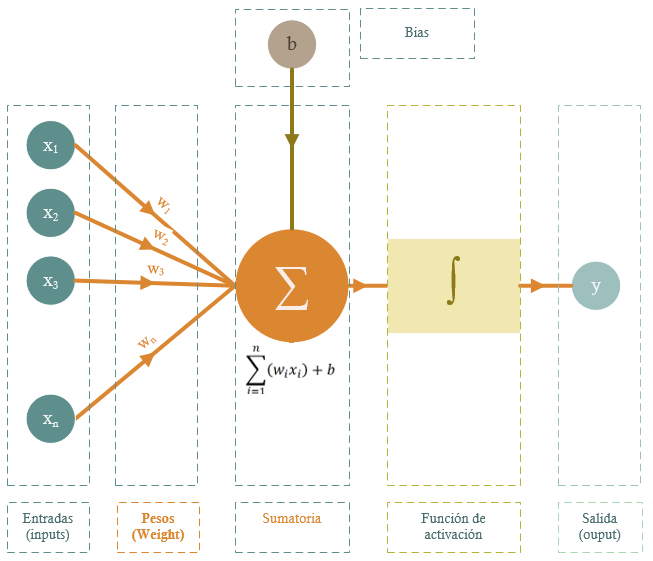 b
Bias
x₁
x₂
x₃
xₙ
w₁
w₂
w₃
wₙ
∑
∑ⁿᵢ₌₁(wᵢxᵢ) + b
∫
y
Entradas
(inputs)
Pesos
(Weight)
Sumatoria
Función de
activación
Salida
(ouput)